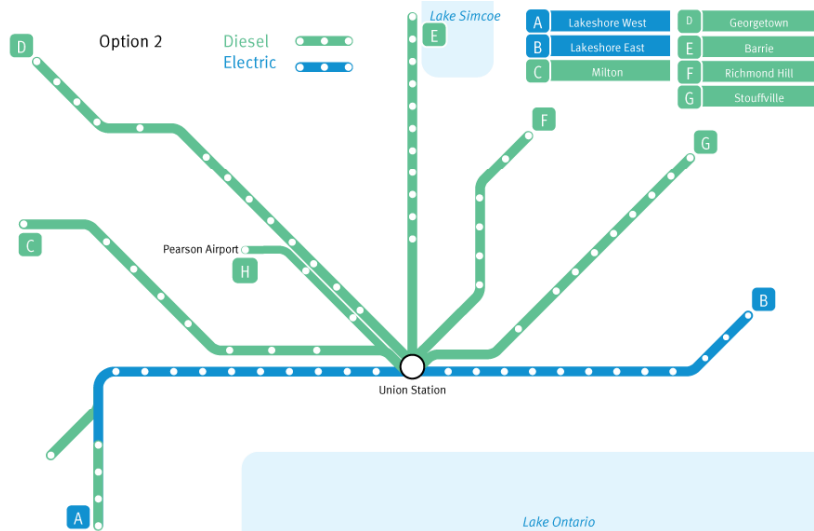 Option 2
Diesel
Electric
Lake Simcoe
A Lakeshore West
B Lakeshore East
C Milton
D Georgetown
E Barrie
F Richmond Hill
G Stouffville
D
E
F
G
C
Pearson Airport
H
B
Union Station
A
Lake Ontario